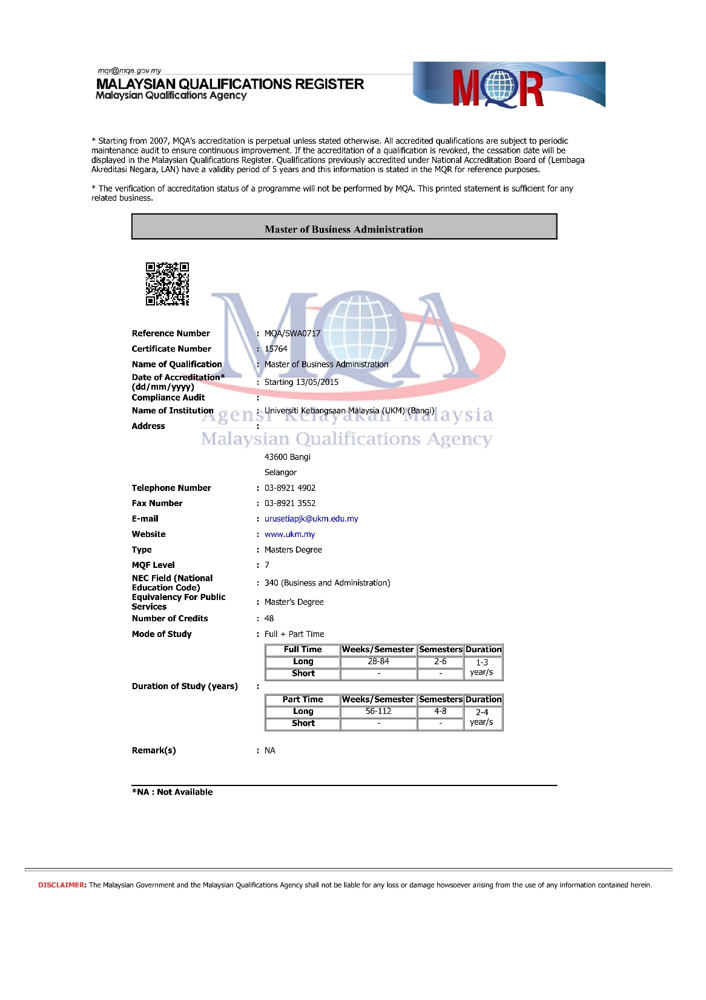 mqr@mqa.gov.my
MALAYSIAN QUALIFICATIONS REGISTER
Malaysian Qualifications Agency
MQR
* Starting from 2007, MQA's accreditation is perpetual unless stated otherwise. All accredited qualifications are subject to periodic
maintenance audit to ensure continuous improvement. If the accreditation of a qualification is revoked, the cessation date will be
displayed in the Malaysian Qualifications Register. Qualifications previously accredited under National Accreditation Board of (Lembaga
Akreditasi Negara, LAN) have a validity period of 5 years and this information is stated in the MQR for reference purposes.
* The verification of accreditation status of a programme will not be performed by MQA. This printed statement is sufficient for any
related business.
Master of Business Administration
MQA
Reference Number : MQA/SWA0717
Certificate Number : 15764
Name of Qualification : Master of Business Administration
Date of Accreditation*
(dd/mm/yyyy) : Starting 13/05/2015
Compliance Audit :
Name of Institution : Universiti Kebangsaan Malaysia (UKM) (Bangi)
Agensi Kelayakan Malaysia
Address :
Malaysian Qualifications Agency
43600 Bangi
Selangor
Telephone Number : 03-8921 4902
Fax Number : 03-8921 3552
E-mail : urusetiapjk@ukm.edu.my
Website : www.ukm.my
Type : Masters Degree
MQF Level : 7
NEC Field (National
Education Code) : 340 (Business and Administration)
Equivalency For Public
Services : Master's Degree
Number of Credits : 48
Mode of Study : Full + Part Time
Duration of Study (years) :
Full Time Weeks/Semester Semesters Duration
Long 28-84 2-6 1-3
year/s
Short - -
Part Time Weeks/Semester Semesters Duration
Long 56-112 4-8 2-4
year/s
Short - -
Remark(s) : NA
*NA : Not Available
DISCLAIMER: The Malaysian Government and the Malaysian Qualifications Agency shall not be liable for any loss or damage howsoever arising from the use of any information contained herein.